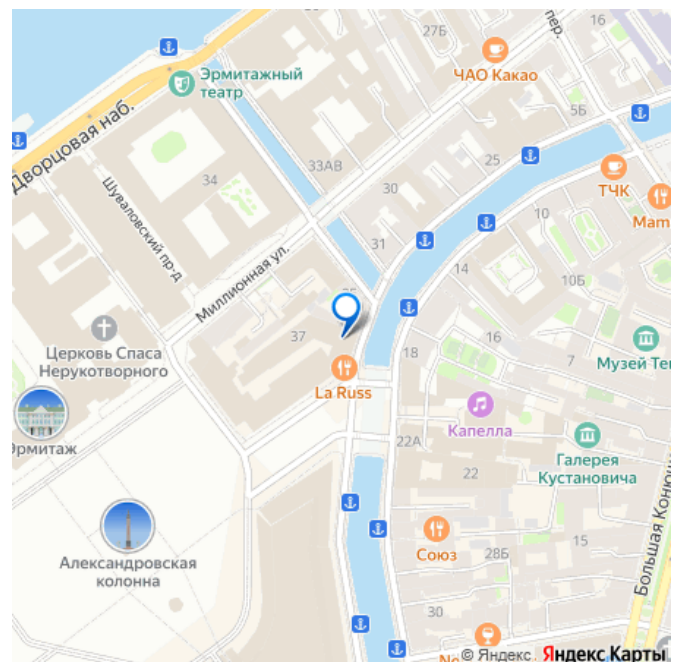 27Б
пер.
16
ЧАО Какао
Эрмитажный
театр
5Б
Дворцовая наб.
33АВ
25
34
30
ТЧК
Mam
Шуваловский пр-д
10
31
Миллионная ул.
14
10Б
37
16
Церковь Спаса
Нерукотворного
18
7
Музей Те
La Russ
Капелла
Эрмитаж
22А
Галерея
Кустановича
22
Александровская
колонна
Союз
28Б
15
Большая Конюш
30
© Яндекс Яндекс Карты